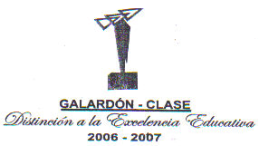 GALARDÓN - CLASE
Distinción a la Excelencia Educativa
2006 - 2007